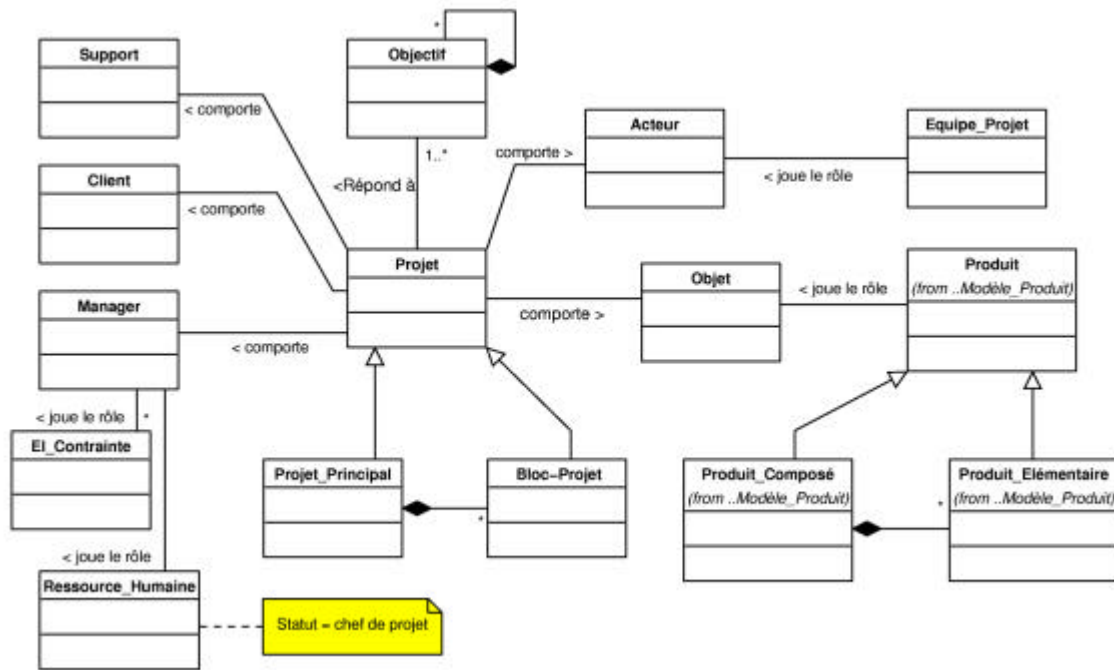 *
Support
Objectif
< comporte
Acteur
Equipe_Projet
1..*
comporte >
Client
<Répond à
< joue le rôle
< comporte
Projet
Objet
Produit
(from ..Modèle_Produit)
Manager
< joue le rôle
comporte >
< comporte
< joue le rôle
*
El_Contrainte
Projet_Principal
Bloc-Projet
Produit_Composé
(from ..Modèle_Produit)
Produit_Elémentaire
(from ..Modèle_Produit)
*
*
< joue le rôle
Ressource_Humaine
Statut = chef de projet